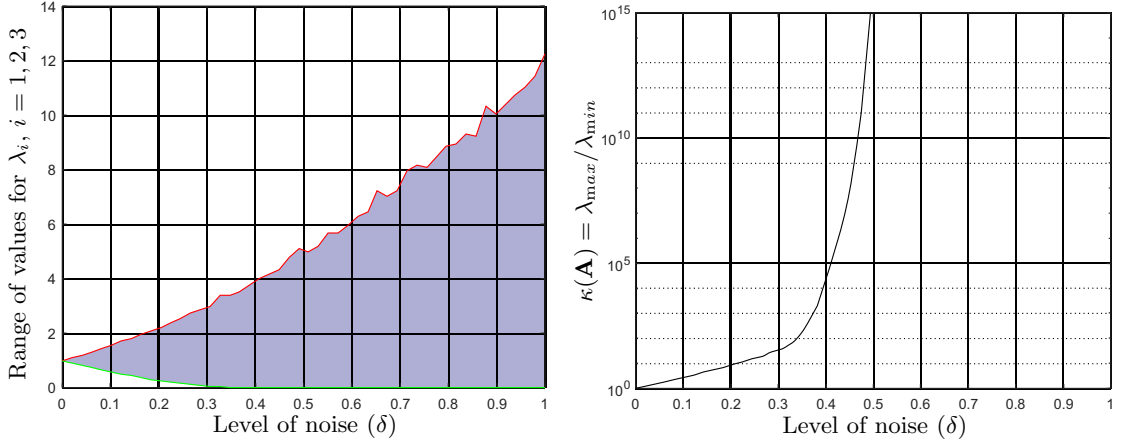 Range of values for λi, i = 1, 2, 3
14
12
10
8
6
4
2
0
0 0.1 0.2 0.3 0.4 0.5 0.6 0.7 0.8 0.9 1
Level of noise (δ)
κ(A) = λmax/λmin
10^15
10^10
10^5
10^0
0 0.1 0.2 0.3 0.4 0.5 0.6 0.7 0.8 0.9 1
Level of noise (δ)